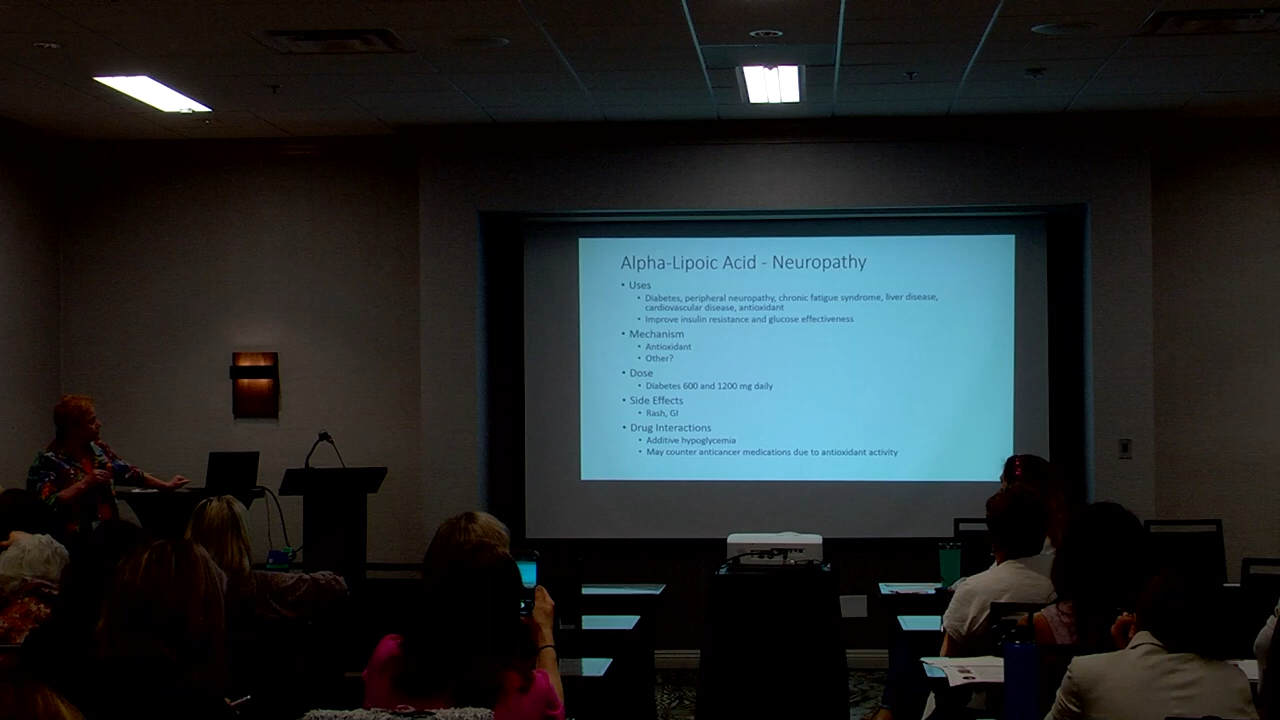 Alpha-Lipoic Acid - Neuropathy
• Uses
• Diabetes, peripheral neuropathy, chronic fatigue syndrome, liver disease,
cardiovascular disease, antioxidant
• Improve insulin resistance and glucose effectiveness
• Mechanism
• Antioxidant
• Other?
• Dose
• Diabetes 600 and 1200 mg daily
• Side Effects
• Rash, GI
• Drug Interactions
• Additive hypoglycemia
• May counter anticancer medications due to antioxidant activity